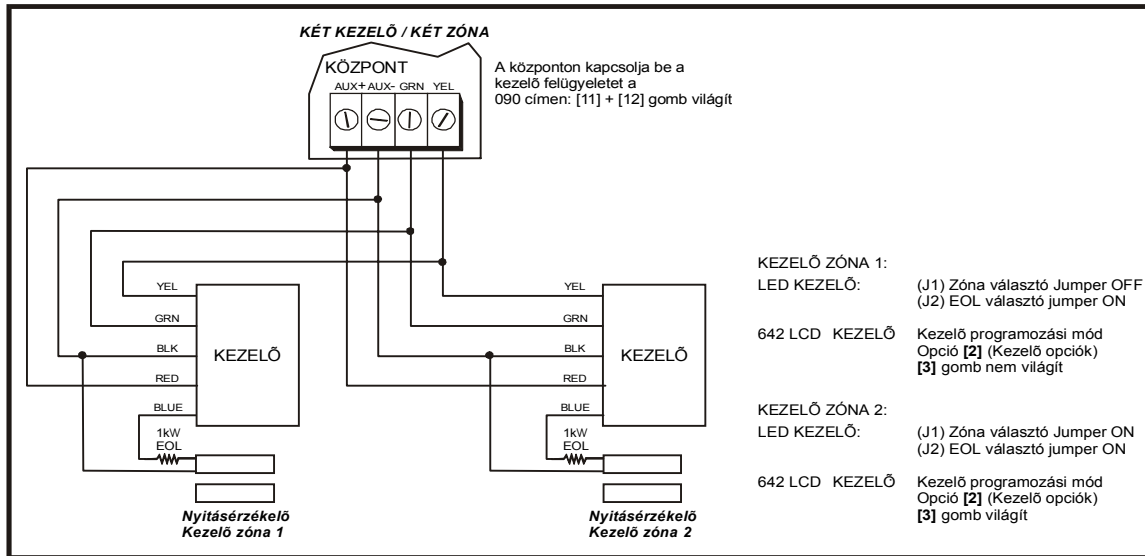 KÉT KEZELÕ / KÉT ZÓNA
KÖZPONT
AUX+ AUX- GRN YEL
A központon kapcsolja be a
kezelõ felügyeletet a
090 címen: [11] + [12] gomb világít
YEL
GRN
BLK
RED
BLUE
KEZELÕ
1kW
EOL
Nyitásérzékelõ
Kezelõ zóna 1
YEL
GRN
BLK
RED
BLUE
KEZELÕ
1kW
EOL
Nyitásérzékelõ
Kezelõ zóna 2
KEZELÕ ZÓNA 1:
LED KEZELÕ: (J1) Zóna választó Jumper OFF
(J2) EOL választó jumper ON
642 LCD KEZELÕ Kezelõ programozási mód
Opció [2] (Kezelõ opciók)
[3] gomb nem világít
KEZELÕ ZÓNA 2:
LED KEZELÕ: (J1) Zóna választó Jumper ON
(J2) EOL választó jumper ON
642 LCD KEZELÕ Kezelõ programozási mód
Opció [2] (Kezelõ opciók)
[3] gomb világít